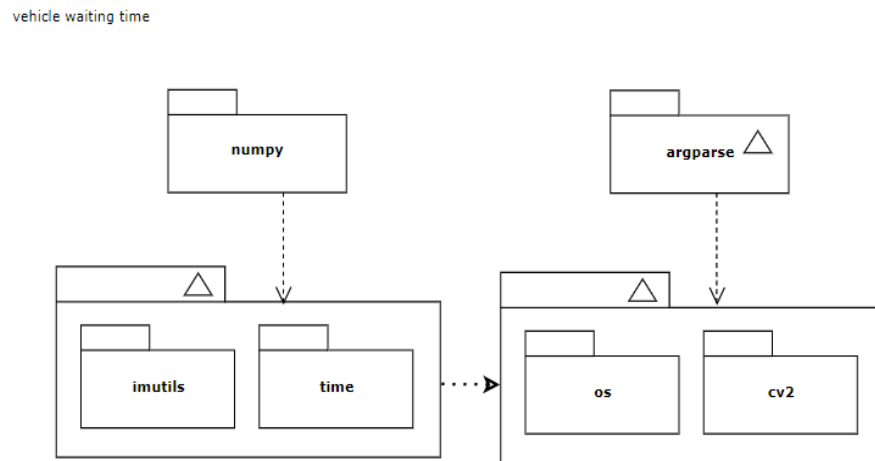 vehicle waiting time
numpy
argparse
imutils
time
os
cv2